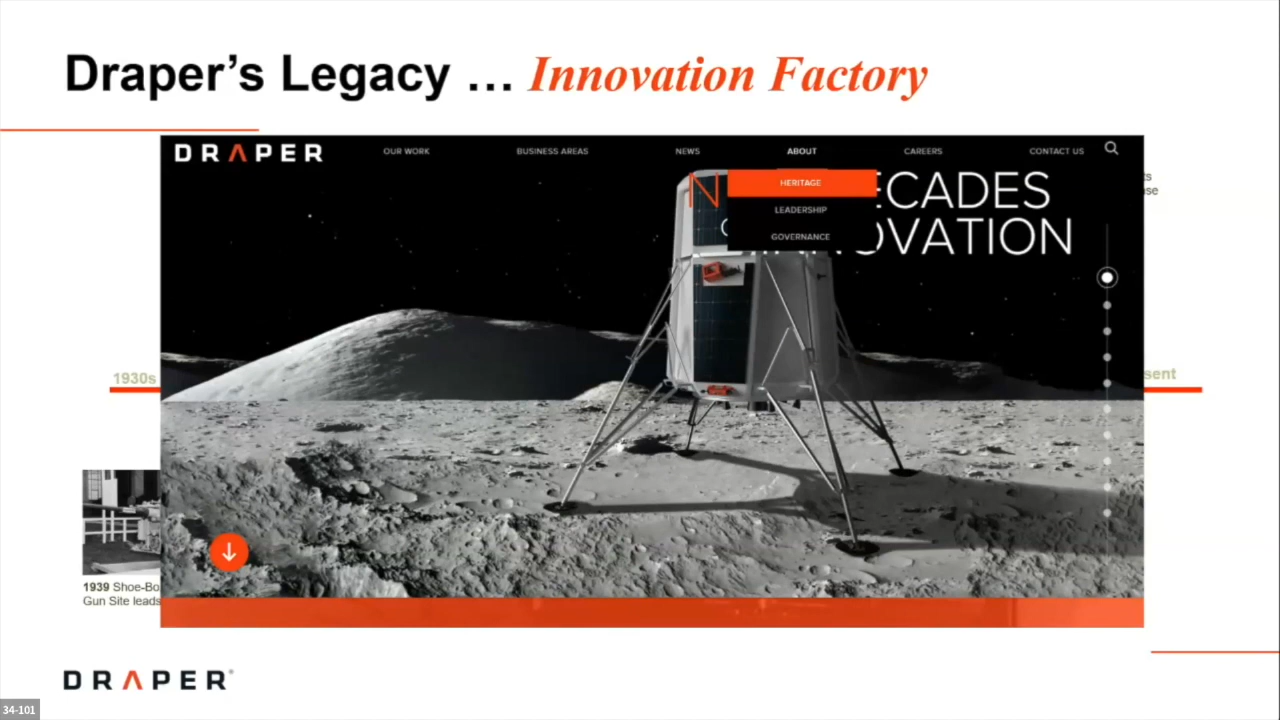 Draper’s Legacy … Innovation Factory
DRAPER
OUR WORK
BUSINESS AREAS
NEWS
ABOUT
CAREERS
CONTACT US
HERITAGE
LEADERSHIP
GOVERNANCE
N ECADES
OVATION
1930s
sent
1939 Shoe-Bo
Gun Site leads
DRAPER®
34-101